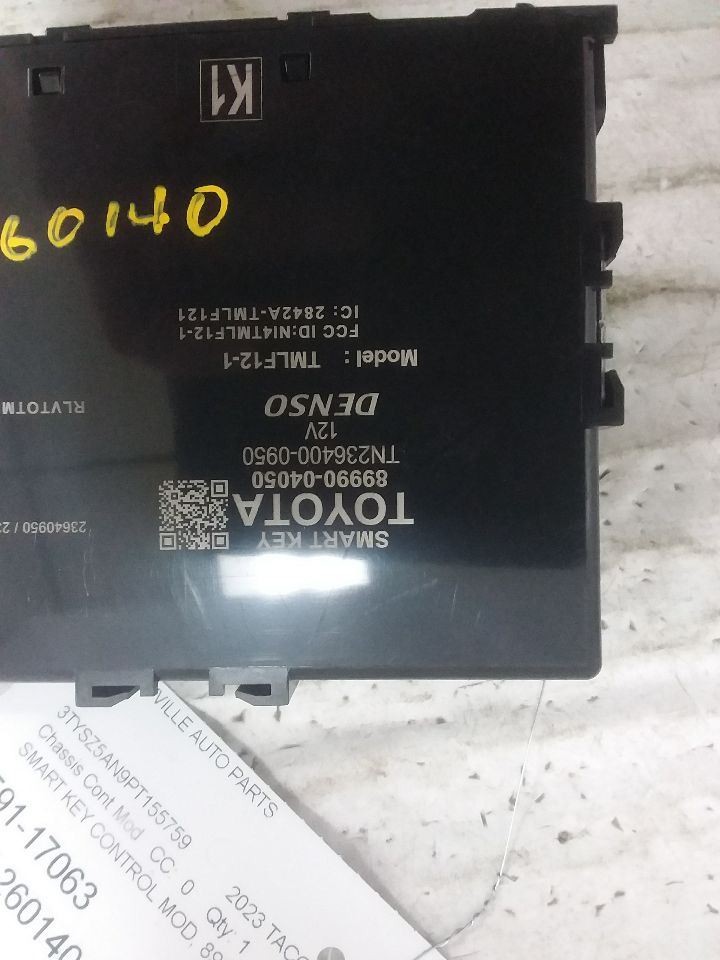 K1
60140
SMART KEY
TOYOTA
89990-04050
TN236400-0950
12V
DENSO
Model : TMLF12-1
FCC ID:NI4TMLF12-1
IC: 2842A-TMLF121
23640950 / 23
RLVTOTM
VILLE AUTO PARTS
3TYSZ5AN9PT155759
2023 TACO
Chassis Cont Mod CC: 0 Qty: 1
SMART KEY CONTROL MOD, 89
591-17063
260140